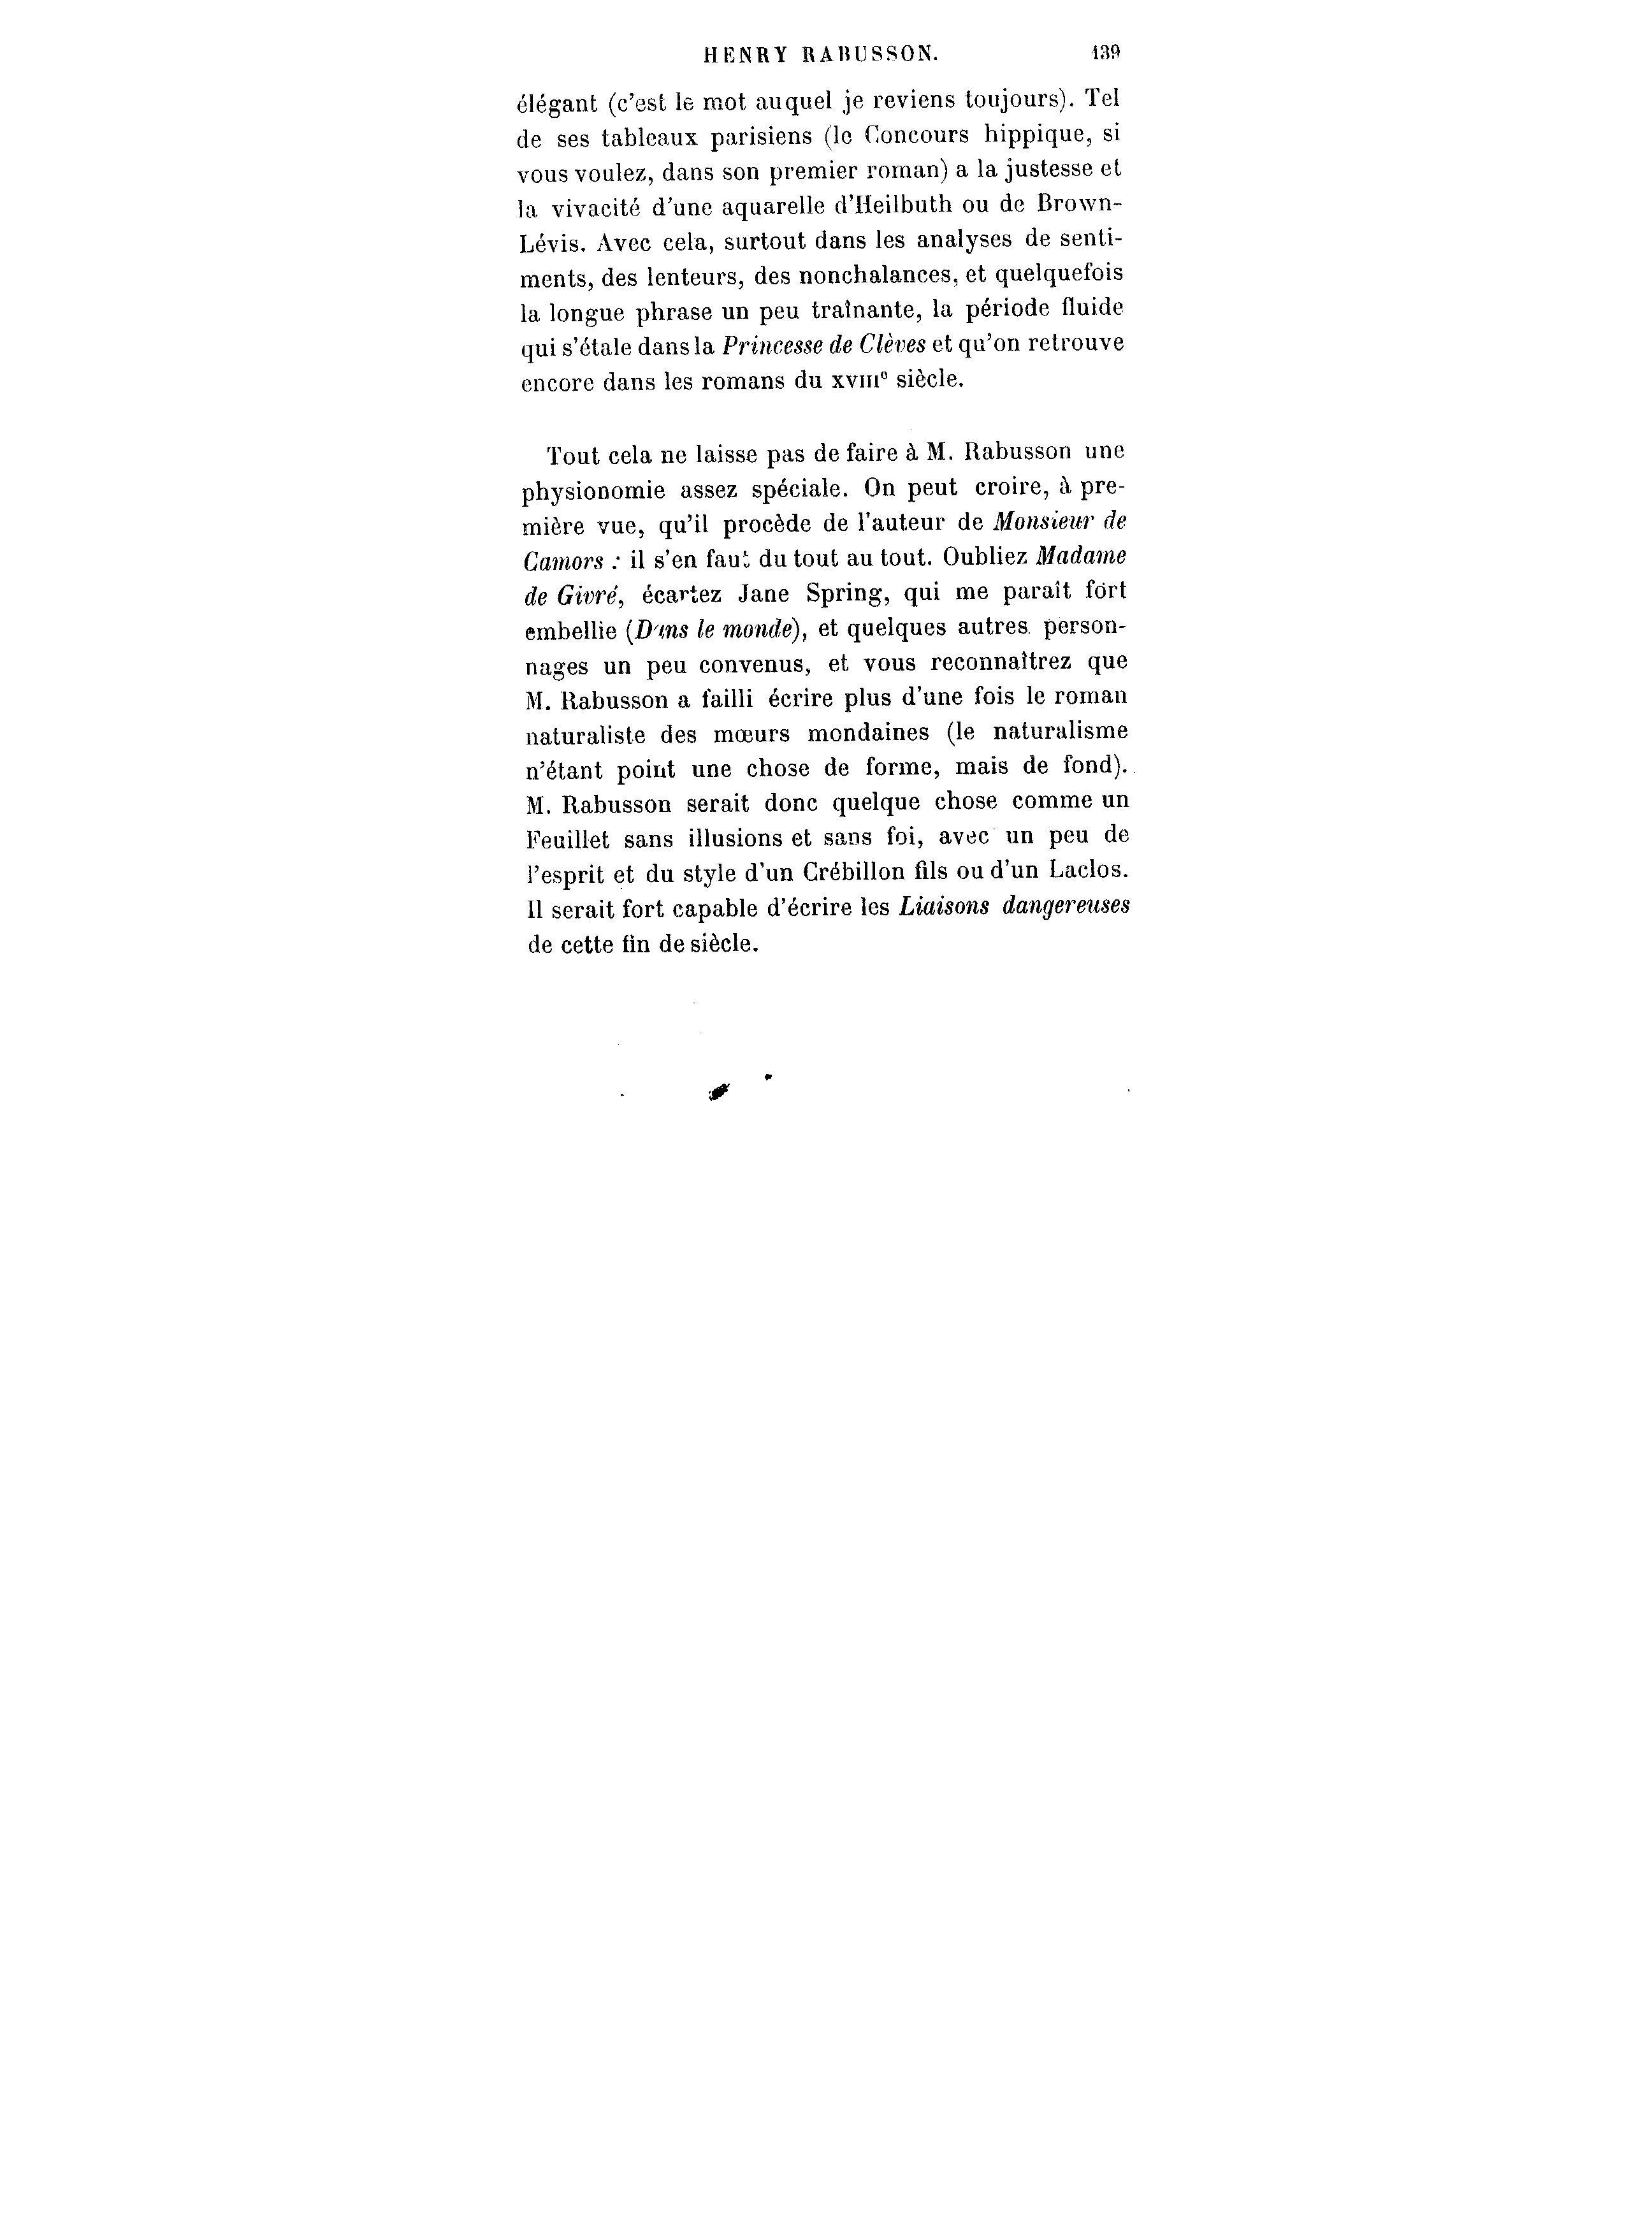 HENRY RABUSSON. 139
élégant (c'est le mot auquel je reviens toujours). Tel
de ses tableaux parisiens (le Concours hippique, si
vous voulez, dans son premier roman) a la justesse et
la vivacité d'une aquarelle d'Heilbuth ou de Brown-
Lévis. Avec cela, surtout dans les analyses de senti-
ments, des lenteurs, des nonchalances, et quelquefois
la longue phrase un peu traînante, la période fluide
qui s'étale dans la Princesse de Clèves et qu'on retrouve
encore dans les romans du XVIIIe siècle.
Tout cela ne laisse pas de faire à M. Rabusson une
physionomie assez spéciale. On peut croire, à pre-
mière vue, qu'il procède de l'auteur de Monsieur de
Camors : il s'en faut du tout au tout. Oubliez Madame
de Givré, écartez Jane Spring, qui me paraît fort
embellie (Dans le monde), et quelques autres person-
nages un peu convenus, et vous reconnaîtrez que
M. Rabusson a failli écrire plus d'une fois le roman
naturaliste des mœurs mondaines (le naturalisme
n'étant point une chose de forme, mais de fond).
M. Rabusson serait donc quelque chose comme un
Feuillet sans illusions et sans foi, avec un peu de
l'esprit et du style d'un Crébillon fils ou d'un Laclos.
Il serait fort capable d'écrire les Liaisons dangereuses
de cette fin de siècle.